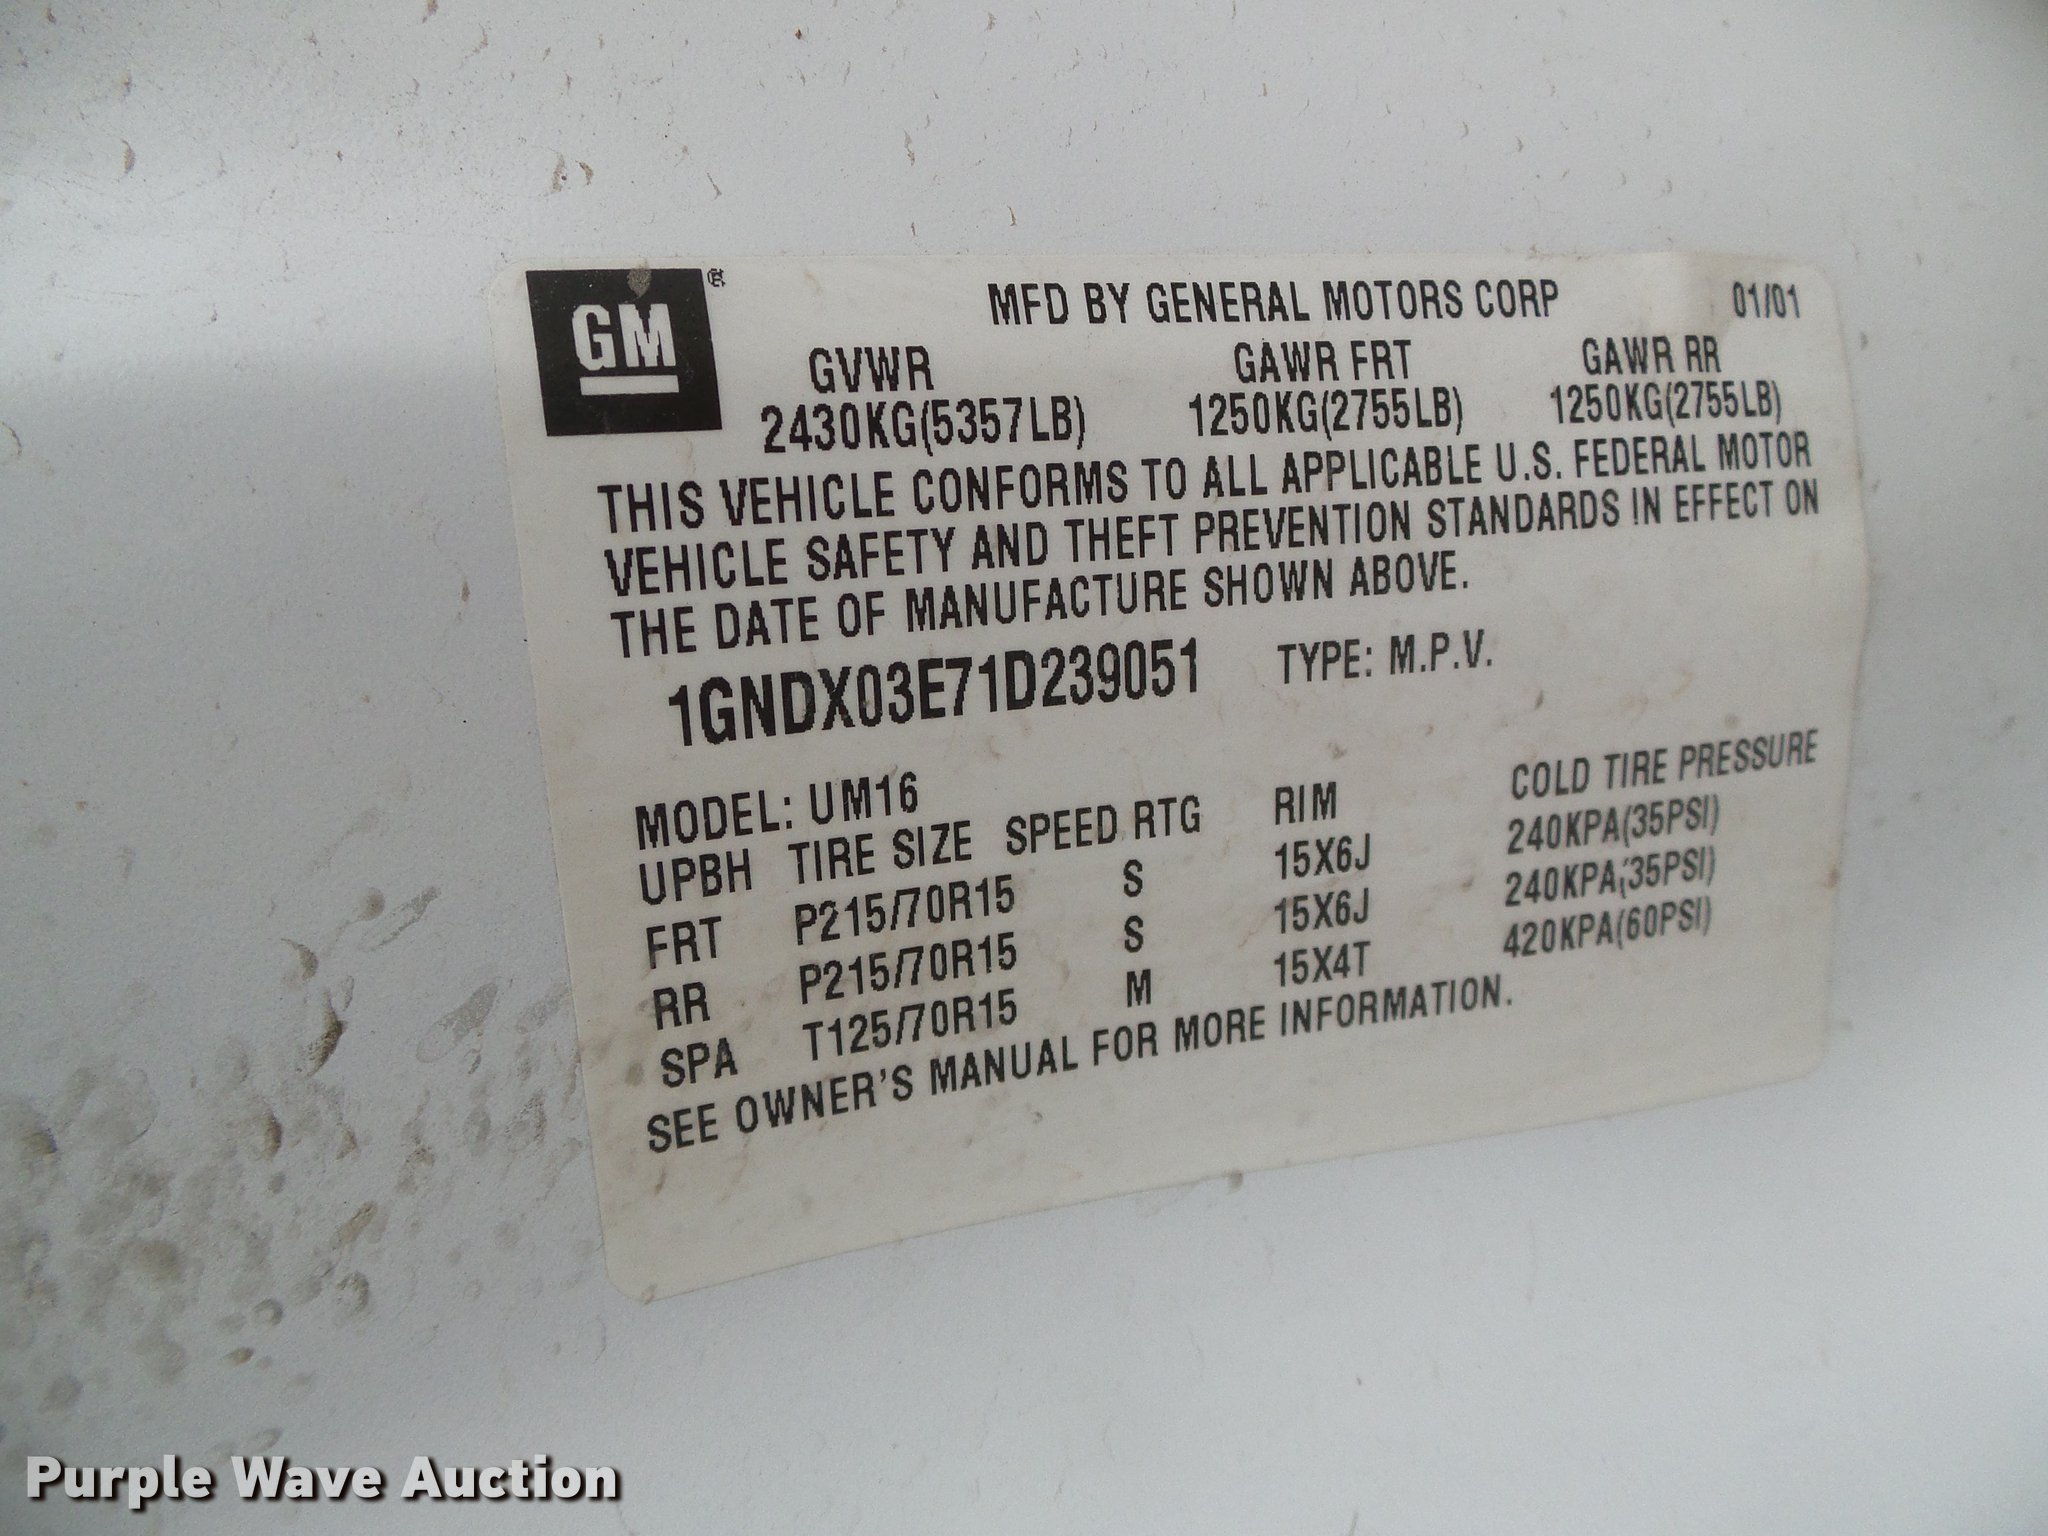 GM
MFD BY GENERAL MOTORS CORP 01/01
GVWR GAWR FRT GAWR RR
2430KG(5357LB) 1250KG(2755LB) 1250KG(2755LB)
THIS VEHICLE CONFORMS TO ALL APPLICABLE U.S. FEDERAL MOTOR
VEHICLE SAFETY AND THEFT PREVENTION STANDARDS IN EFFECT ON
THE DATE OF MANUFACTURE SHOWN ABOVE.
1GNDX03E71D239051 TYPE: M.P.V.
MODEL: UM16
UPBH TIRE SIZE SPEED RTG RIM COLD TIRE PRESSURE
FRT P215/70R15 S 15X6J 240KPA(35PSI)
RR P215/70R15 S 15X6J 240KPA(35PSI)
SPA T125/70R15 M 15X4T 420KPA(60PSI)
SEE OWNER'S MANUAL FOR MORE INFORMATION.
Purple Wave Auction